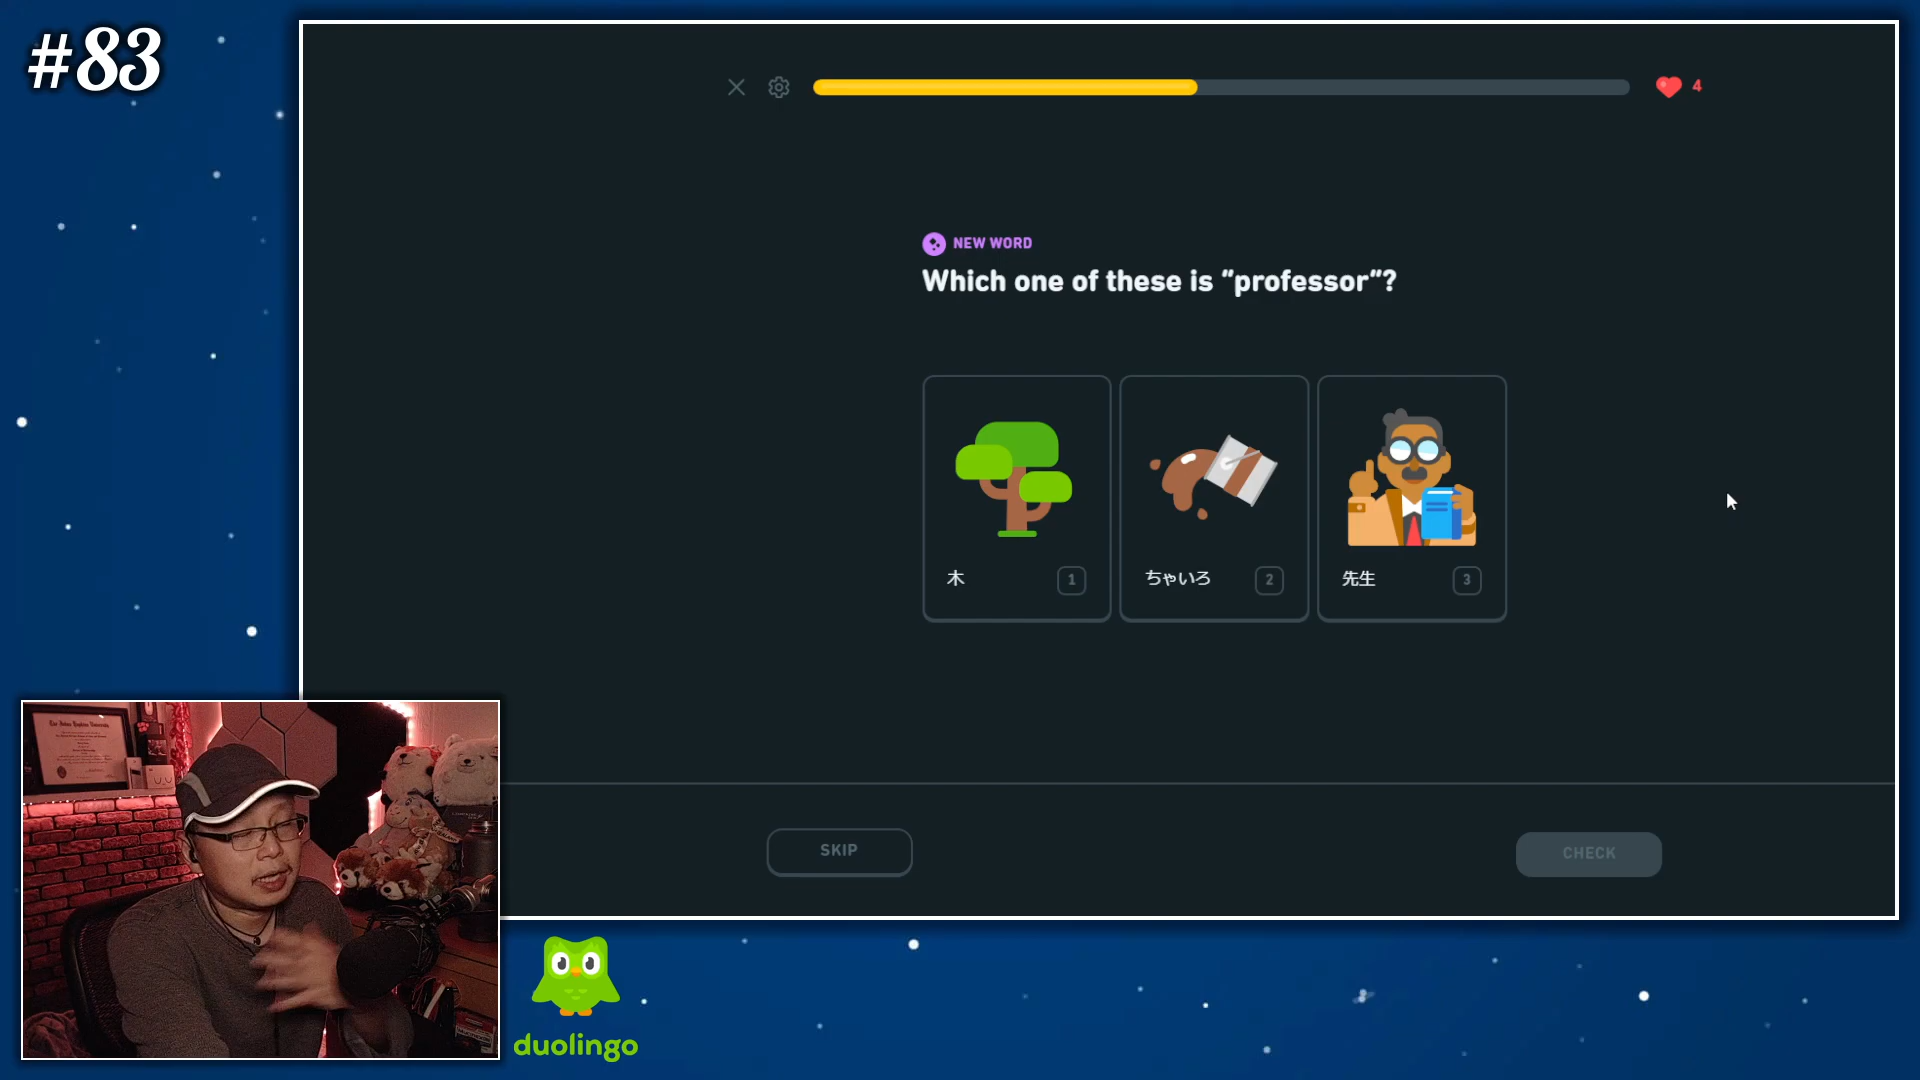 #83
4
NEW WORD
Which one of these is “professor”?
木
1
ちゃいろ
2
先生
3
SKIP
CHECK
duolingo